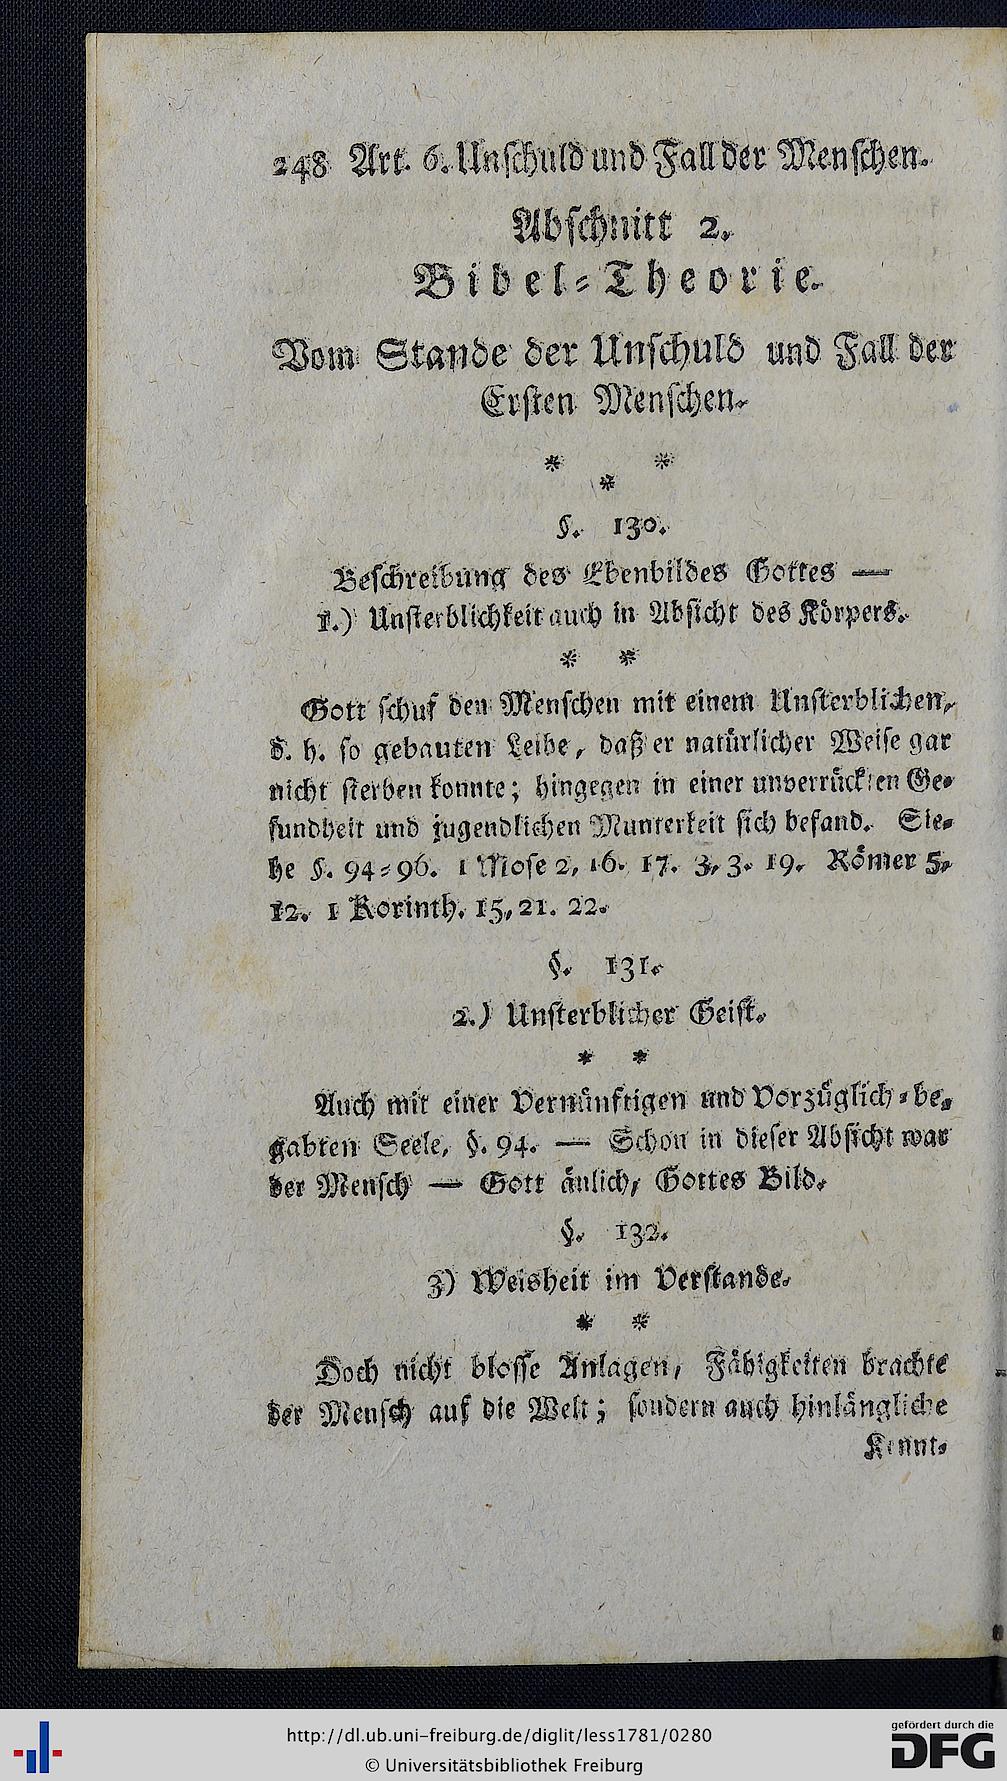 248 Art. 6. Unschuld und Fall der Menschen.
Abschnitt 2.
Bibel-Theorie.
Vom Stande der Unschuld und Fall der
Ersten Menschen.
* *
*
§. 130.
Beschreibung des Ebenbildes Gottes —
1.) Unsterblichkeit auch in Absicht des Körpers.
* *
Gott schuf den Menschen mit einem Unsterblichen,
d. h. so gebauten Leibe, daß er natürlicher Weise gar
nicht sterben konnte; hingegen in einer unverrückten Ge-
sundheit und jugendlichen Munterkeit sich befand. Sie-
he §. 94-96. 1 Mose 2, 16. 17. 3, 3. 19. Römer 5,
12. 1 Korinth. 15, 21. 22.
§. 131.
2.) Unsterblicher Geist.
* *
Auch mit einer Vernünftigen und Vorzüglich-be-
gabten Seele, §. 94. — Schon in dieser Absicht war
der Mensch — Gott änlich, Gottes Bild.
§. 132.
3) Weisheit im Verstande.
* *
Doch nicht blosse Anlagen, Fähigkeiten brachte
der Mensch auf die Welt; sondern auch hinlängliche
Kennt-
http://dl.ub.uni-freiburg.de/diglit/less1781/0280
© Universitätsbibliothek Freiburg
gefördert durch die
DFG